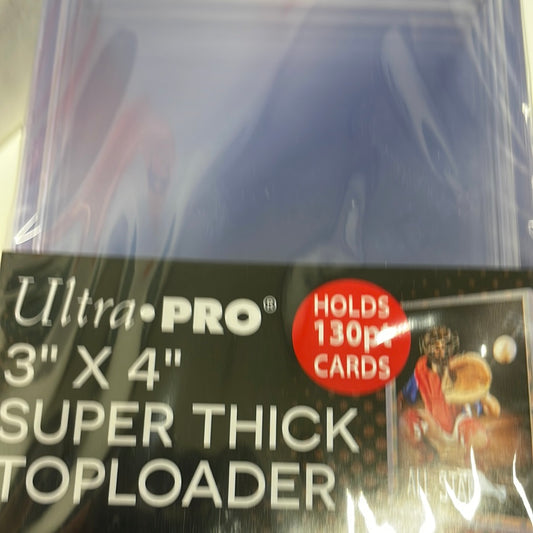 Ultra•PRO®
HOLDS
130pt
CARDS
3" X 4"
SUPER THICK
TOPLOADER